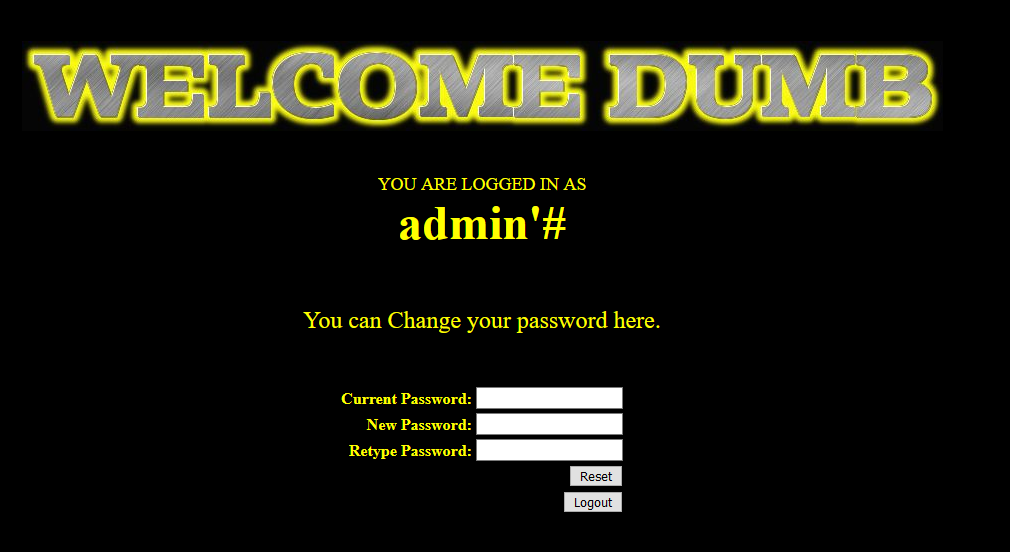 WELCOME DUMB
YOU ARE LOGGED IN AS
admin'#
You can Change your password here.
Current Password:
New Password:
Retype Password:
Reset
Logout